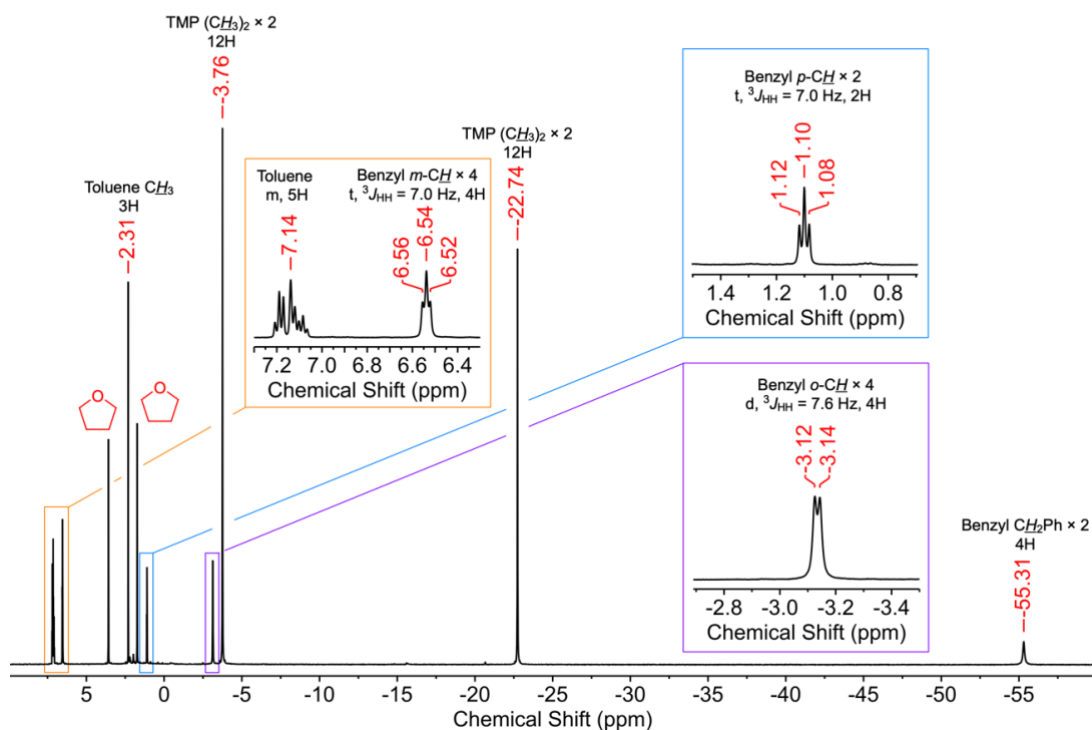 TMP (CH₃)₂ × 2
12H
-3.76
Toluene CH₃
3H
2.31
O
O
Toluene
m, 5H
7.14
Benzyl m-CH × 4
t, ³J_HH = 7.0 Hz, 4H
6.56
6.54
6.52
7.2 7.0 6.8 6.6 6.4
Chemical Shift (ppm)
TMP (CH₃)₂ × 2
12H
-22.74
Benzyl p-CH × 2
t, ³J_HH = 7.0 Hz, 2H
1.12
1.10
1.08
1.4 1.2 1.0 0.8
Chemical Shift (ppm)
Benzyl o-CH × 4
d, ³J_HH = 7.6 Hz, 4H
-3.12
-3.14
-2.8 -3.0 -3.2 -3.4
Chemical Shift (ppm)
Benzyl CH₂Ph × 2
4H
-55.31
5 0 -5 -10 -15 -20 -25 -30 -35 -40 -45 -50 -55
Chemical Shift (ppm)